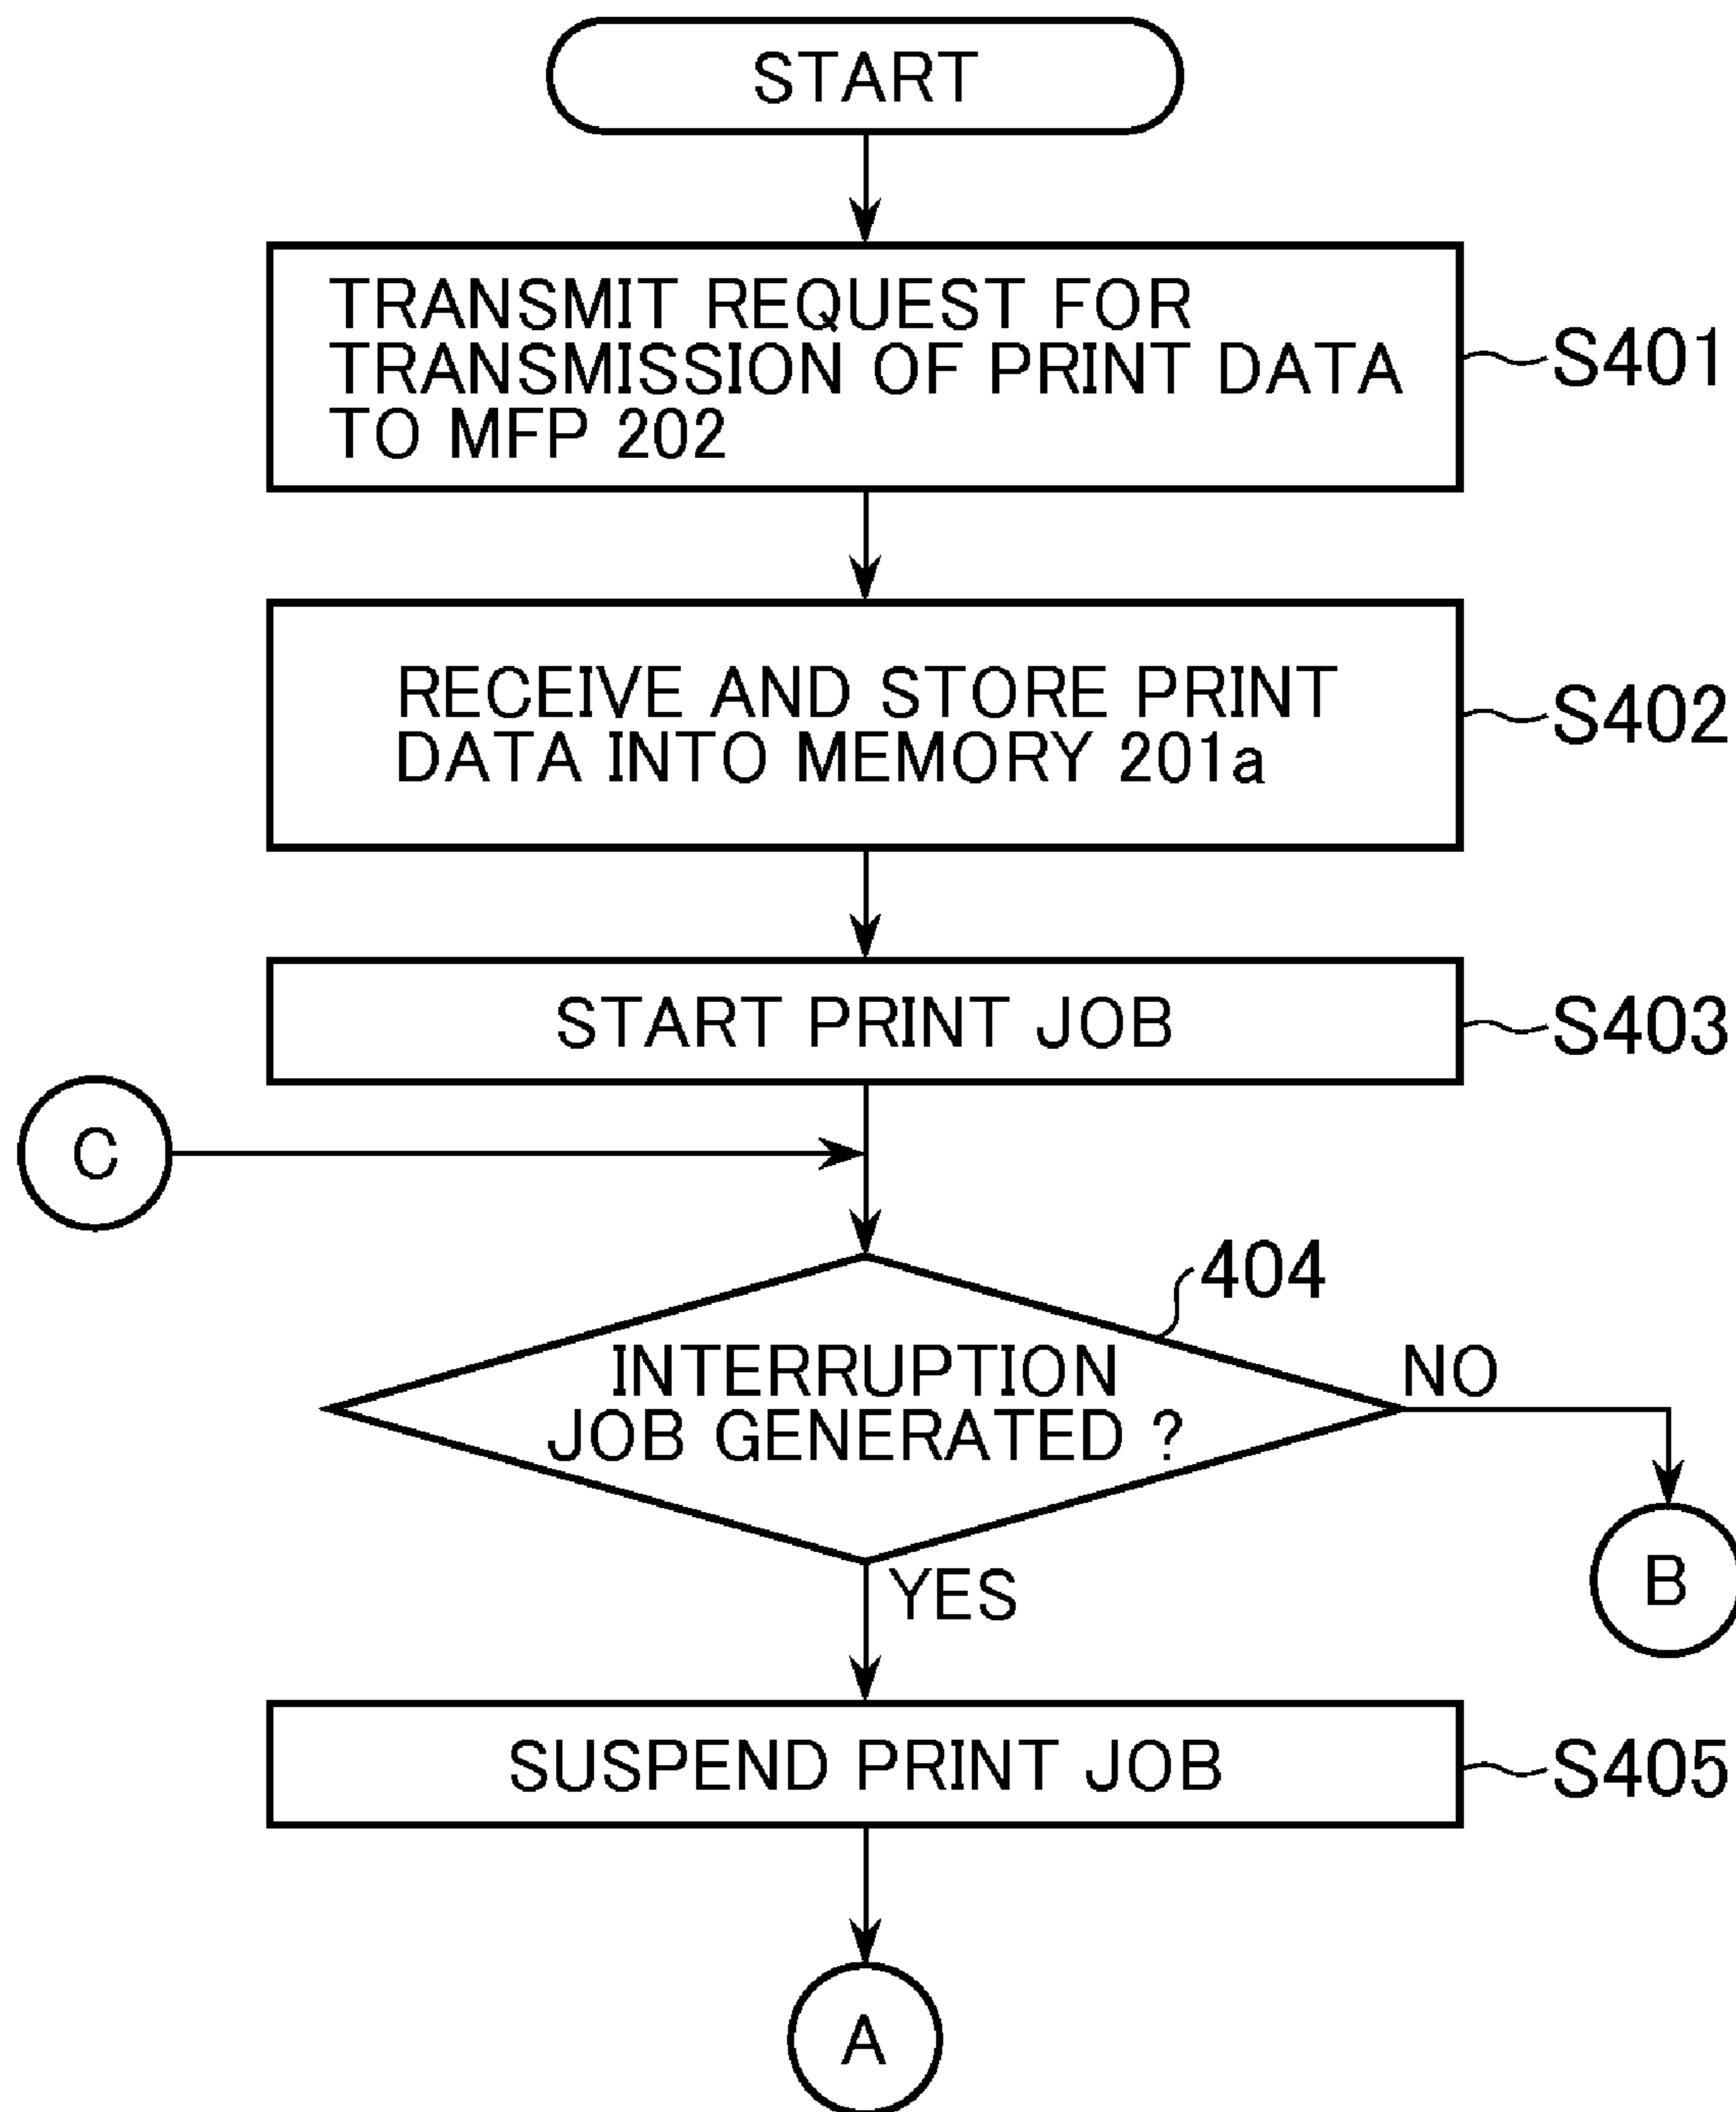 START
TRANSMIT REQUEST FOR
TRANSMISSION OF PRINT DATA
TO MFP 202
S401
RECEIVE AND STORE PRINT
DATA INTO MEMORY 201a
S402
START PRINT JOB
S403
C
404
INTERRUPTION
JOB GENERATED ?
NO
YES
B
SUSPEND PRINT JOB
S405
A